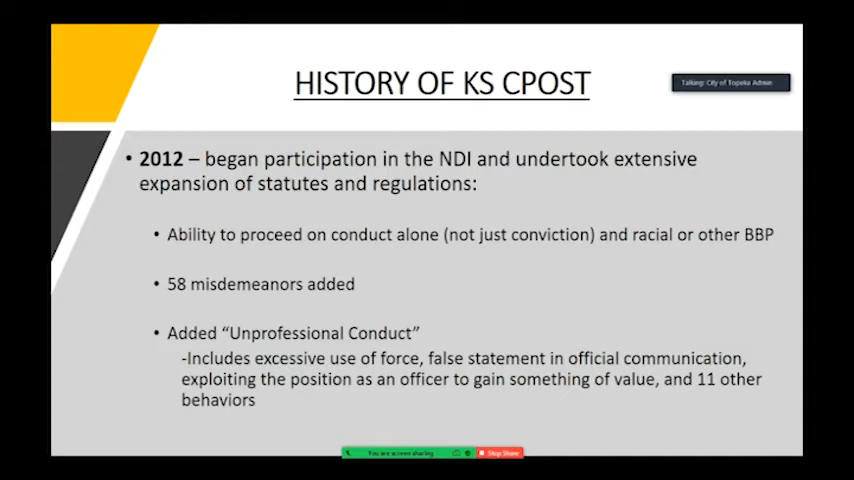 HISTORY OF KS CPOST
Talking: City of Topeka Admin
• 2012 – began participation in the NDI and undertook extensive
expansion of statutes and regulations:
• Ability to proceed on conduct alone (not just conviction) and racial or other BBP
• 58 misdemeanors added
• Added “Unprofessional Conduct”
-Includes excessive use of force, false statement in official communication,
exploiting the position as an officer to gain something of value, and 11 other
behaviors
You are screen sharing
Stop Share